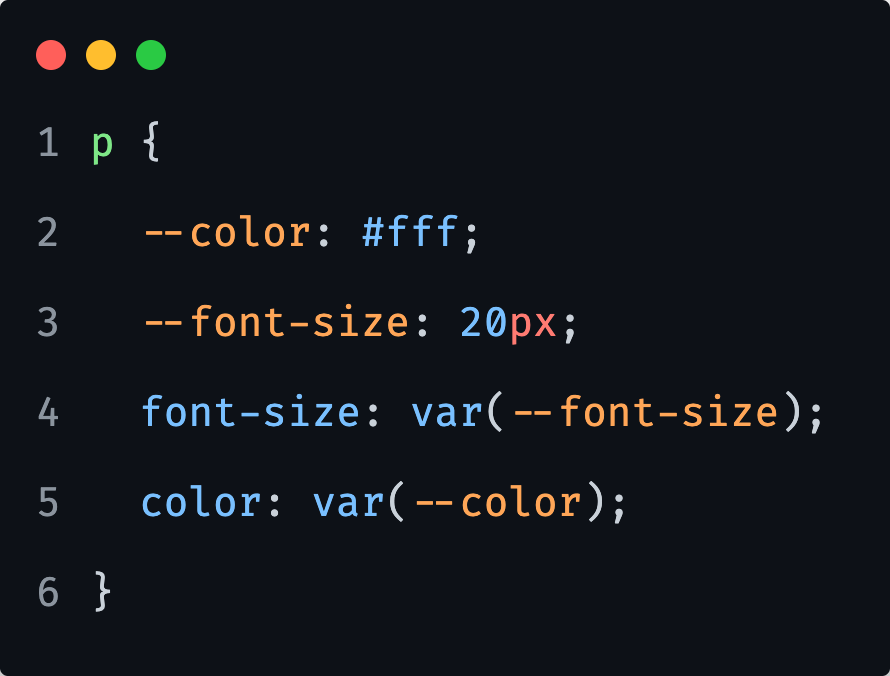 1 p {
2   --color: #fff;
3   --font-size: 20px;
4   font-size: var(--font-size);
5   color: var(--color);
6 }